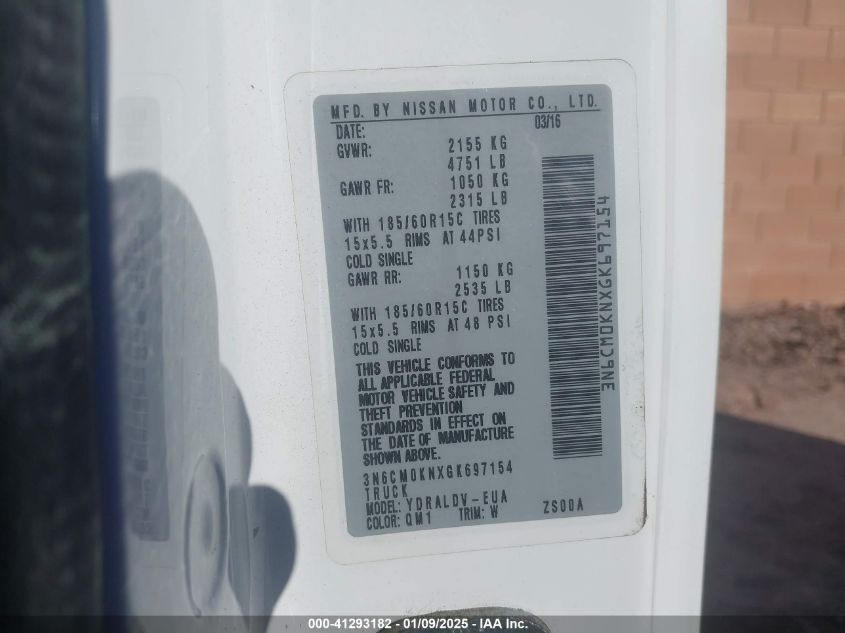 MFD. BY NISSAN MOTOR CO., LTD.
DATE: 03/16
GVWR: 2155 KG
4751 LB
GAWR FR: 1050 KG
2315 LB
WITH 185/60R15C TIRES
15x5.5 RIMS AT 44PSI
COLD SINGLE
GAWR RR: 1150 KG
2535 LB
WITH 185/60R15C TIRES
15x5.5 RIMS AT 48 PSI
COLD SINGLE
THIS VEHICLE CONFORMS TO
ALL APPLICABLE FEDERAL
MOTOR VEHICLE SAFETY AND
THEFT PREVENTION
STANDARDS IN EFFECT ON
THE DATE OF MANUFACTURE
SHOWN ABOVE.
3N6CM0KNXGK697154
TRUCK
MODEL: YDRALDV-EUA
COLOR: QM1 TRIM: W ZS00A
3N6CM0KNXGK697154
000-41293182 - 01/09/2025 - IAA Inc.